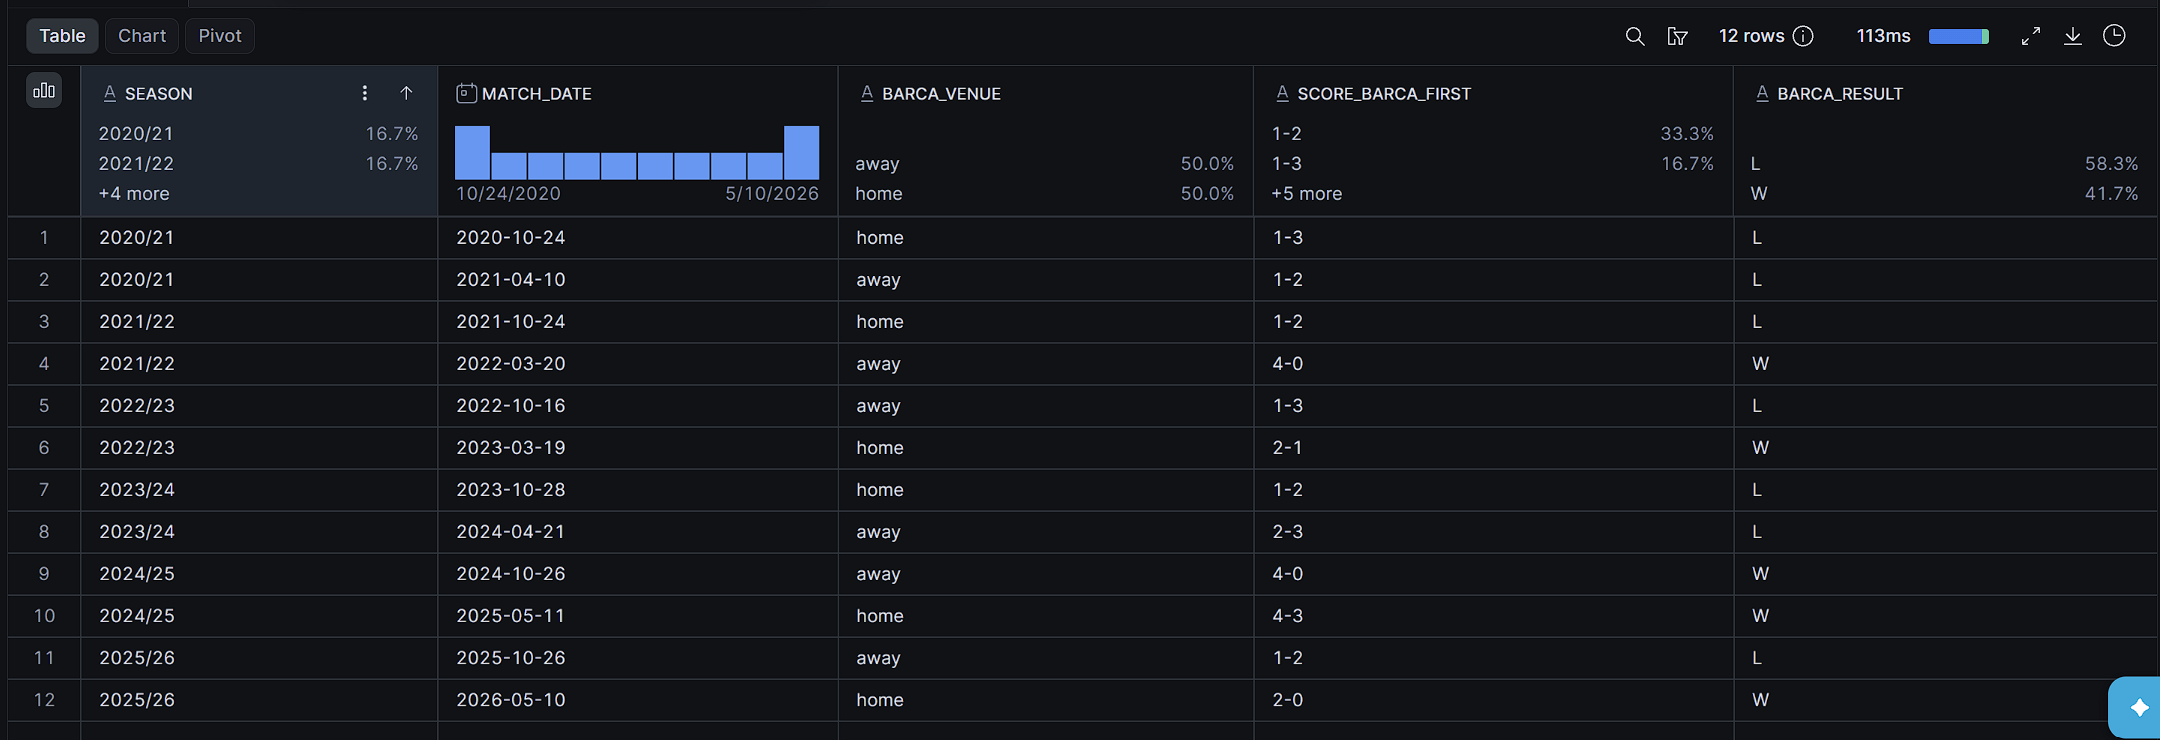 Table Chart Pivot 12 rows 113ms
SEASON MATCH_DATE BARCA_VENUE SCORE_BARCA_FIRST BARCA_RESULT
2020/21 16.7% 1-2 33.3%
2021/22 16.7% away 50.0% 1-3 16.7% L 58.3%
+4 more 10/24/2020 5/10/2026 home 50.0% +5 more W 41.7%
1 2020/21 2020-10-24 home 1-3 L
2 2020/21 2021-04-10 away 1-2 L
3 2021/22 2021-10-24 home 1-2 L
4 2021/22 2022-03-20 away 4-0 W
5 2022/23 2022-10-16 away 1-3 L
6 2022/23 2023-03-19 home 2-1 W
7 2023/24 2023-10-28 home 1-2 L
8 2023/24 2024-04-21 away 2-3 L
9 2024/25 2024-10-26 away 4-0 W
10 2024/25 2025-05-11 home 4-3 W
11 2025/26 2025-10-26 away 1-2 L
12 2025/26 2026-05-10 home 2-0 W